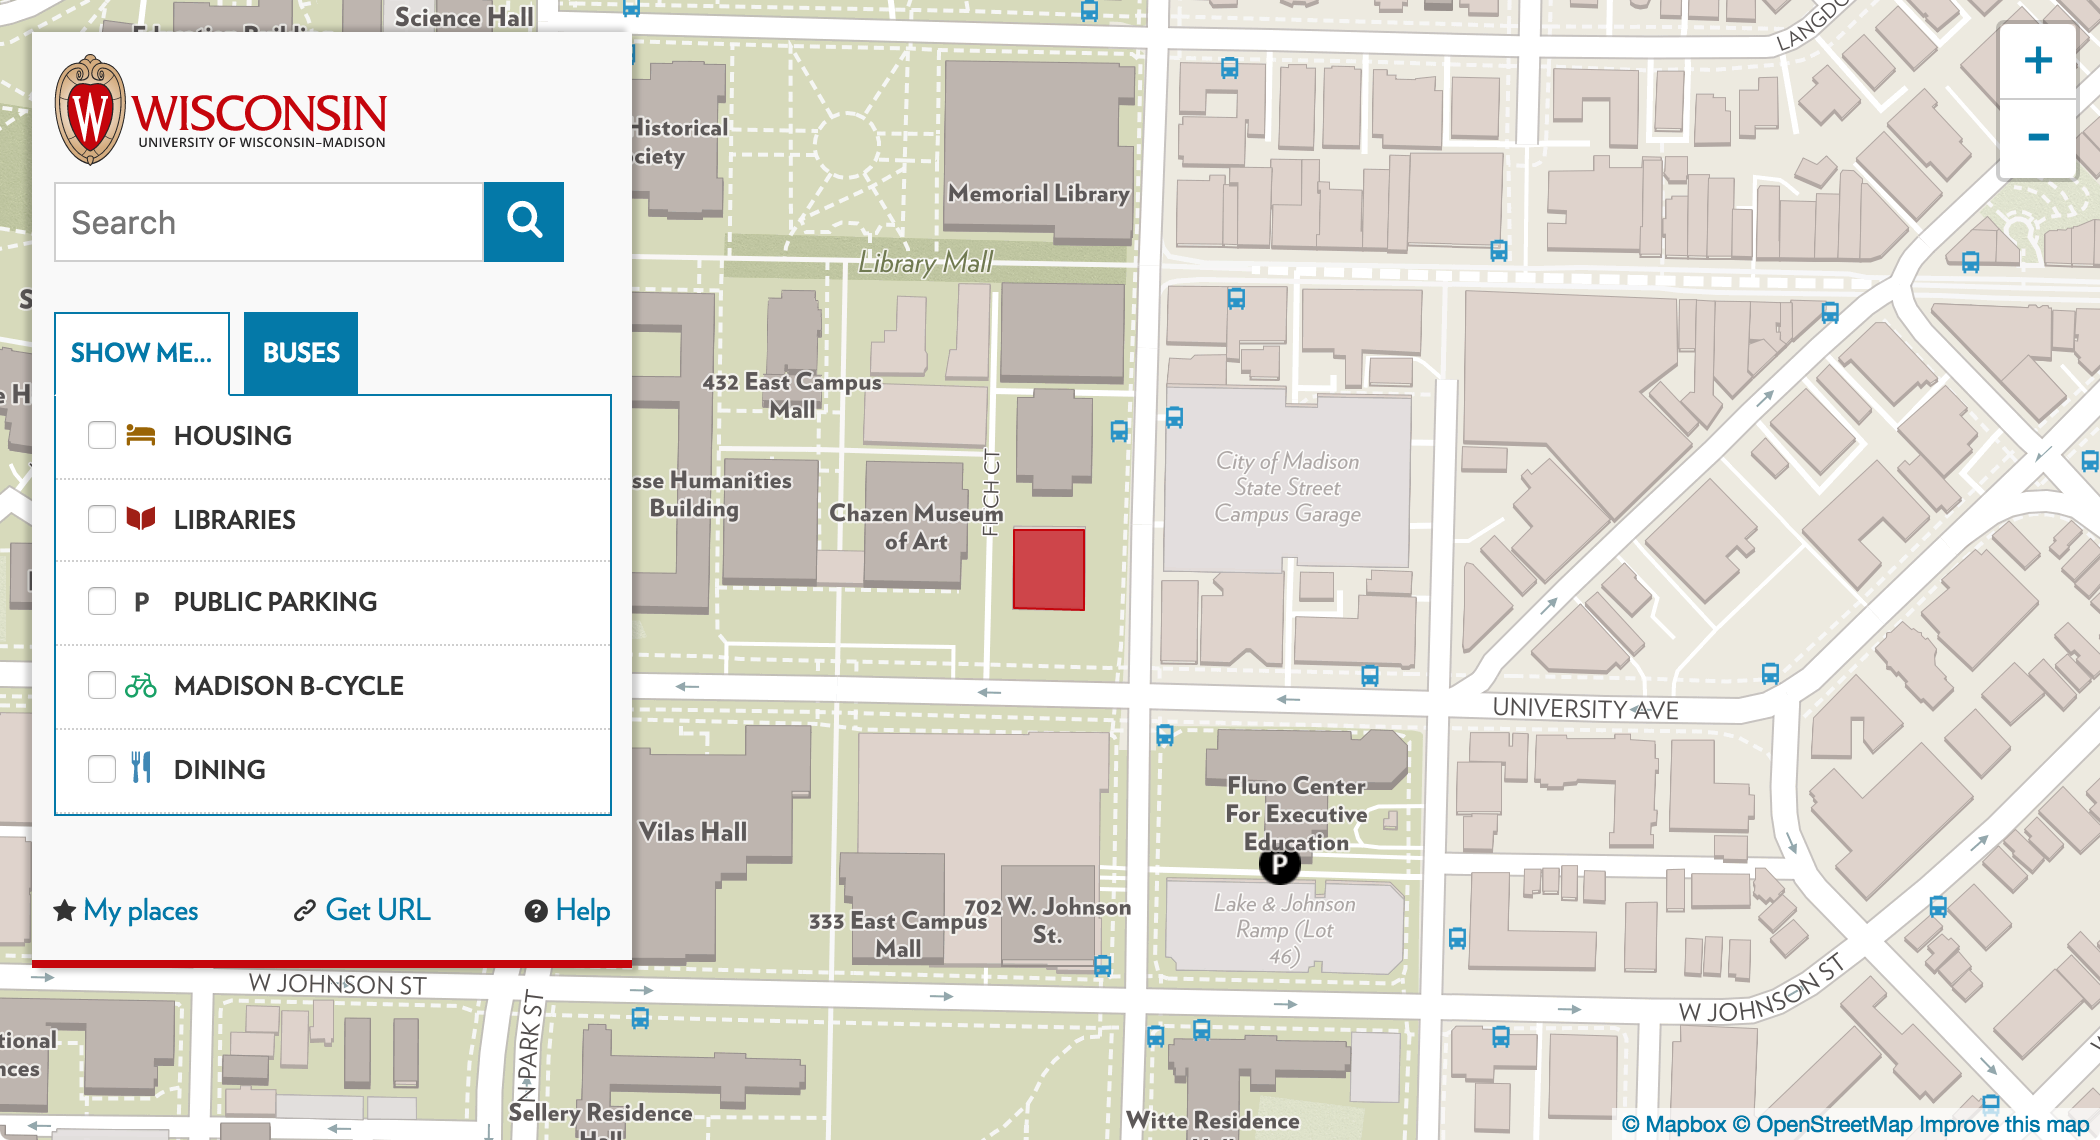 Science Hall
LANGDO
W
WISCONSIN
UNIVERSITY OF WISCONSIN–MADISON
Search
SHOW ME...
BUSES
HOUSING
LIBRARIES
P
PUBLIC PARKING
MADISON B-CYCLE
DINING
My places
Get URL
Help
+
-
Historical
ciety
Memorial Library
Library Mall
432 East Campus
Mall
sse Humanities
Building
Chazen Museum
of Art
FITCH CT
City of Madison
State Street
Campus Garage
UNIVERSITY AVE
Fluno Center
For Executive
Education
P
Vilas Hall
333 East Campus
Mall
702 W. Johnson
St.
Lake & Johnson
Ramp (Lot
46)
W JOHNSON ST
N PARK ST
W JOHNSON ST
tional
nces
Sellery Residence
Hall
Witte Residence
© Mapbox © OpenStreetMap Improve this map